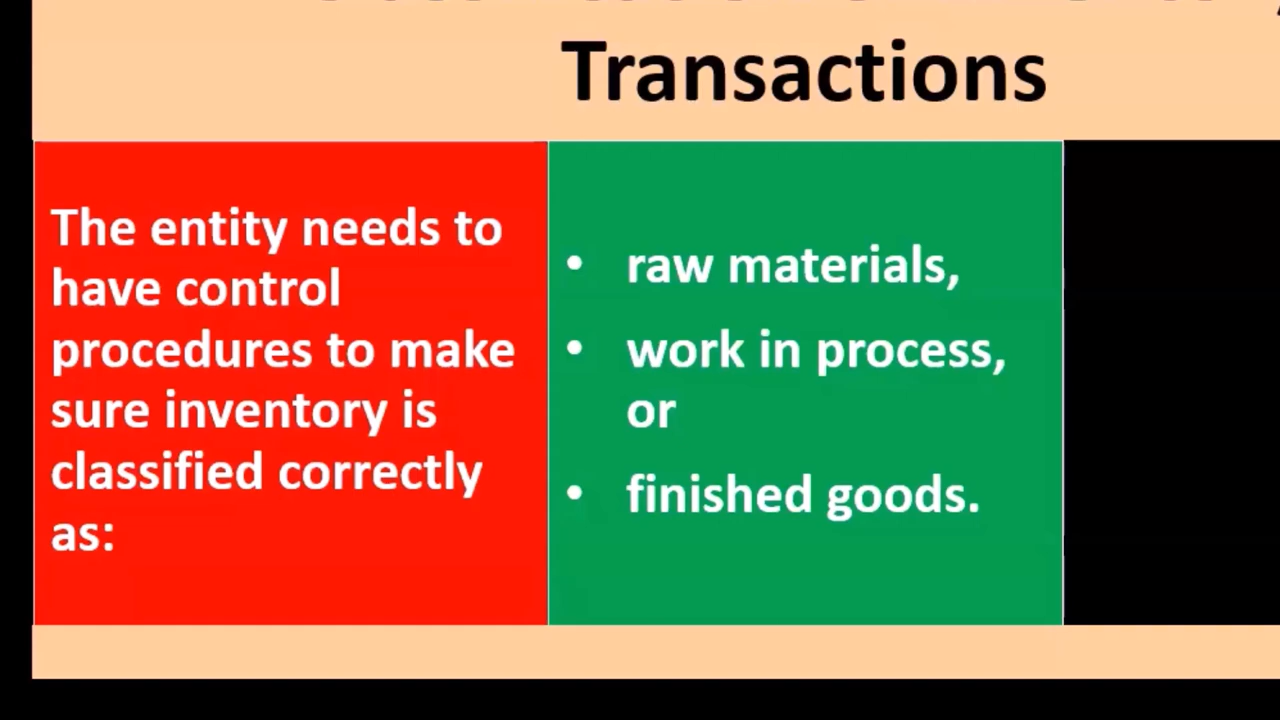 Transactions
The entity needs to
have control
procedures to make
sure inventory is
classified correctly
as:
• raw materials,
• work in process,
or
• finished goods.